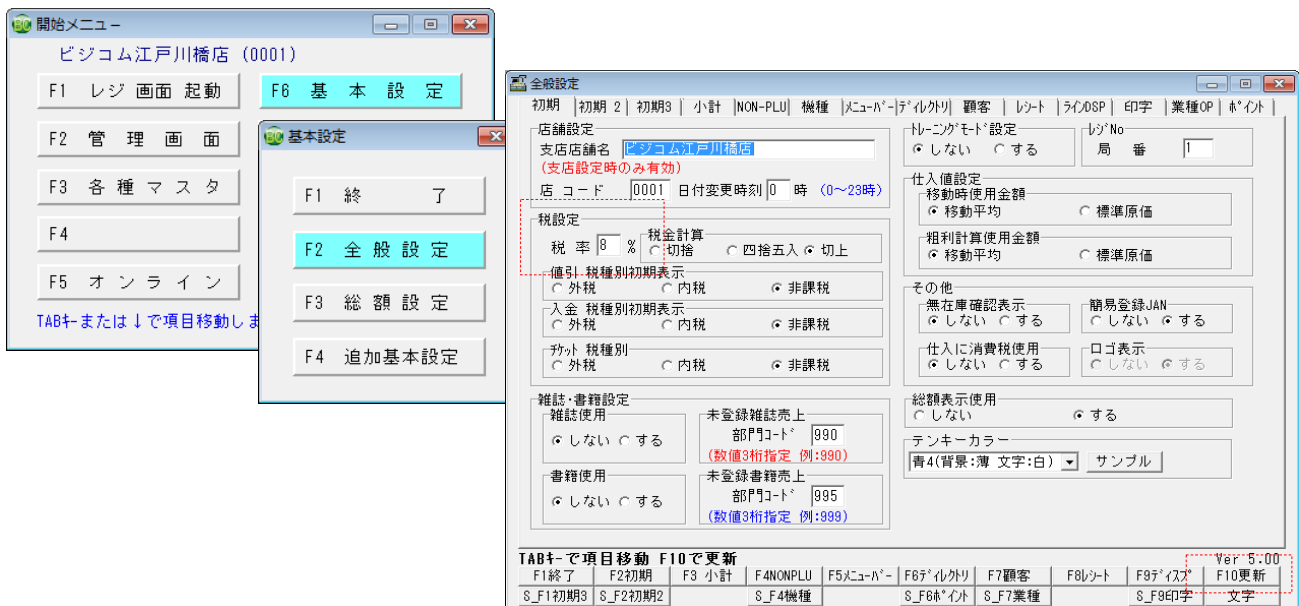 開始メニュー
ビジコム江戸川橋店 (0001)
F1 レジ 画面 起動
F6 基 本 設 定
F2 管 理 画 面
F3 各 種 マ ス タ
F4
F5 オ ン ラ イ ン
TABキーまたは↓で項目移動しま
基本設定
F1 終 了
F2 全 般 設 定
F3 総 額 設 定
F4 追加基本設定
全般設定
初期 初期 2 初期3 小計 NON-PLU 機種 メニューバー ディレクトリ 顧客 レシート ラインDSP 印字 業種OP ポイント
店舗設定
支店店舗名 ビジコム江戸川橋店
(支店設定時のみ有効)
店 コード 0001 日付変更時刻 0 時 (0〜23時)
税設定
税 率 8 %
税金計算
切捨 四捨五入 切上
値引 税種別初期表示
外税 内税 非課税
入金 税種別初期表示
外税 内税 非課税
チケット 税種別
外税 内税 非課税
雑誌・書籍設定
雑誌使用
しない する
未登録雑誌売上
部門コード 990
(数値3桁指定 例:990)
書籍使用
しない する
未登録書籍売上
部門コード 995
(数値3桁指定 例:999)
トレーニングモード設定
しない する
レジNo
局 番 1
仕入値設定
移動時使用金額
移動平均 標準原価
粗利計算使用金額
移動平均 標準原価
その他
無在庫確認表示
しない する
簡易登録JAN
しない する
仕入に消費税使用
しない する
ロゴ表示
しない する
総額表示使用
しない する
テンキーカラー
青4(背景:薄 文字:白) サンプル
TABキーで項目移動 F10で更新
Ver 5.00
F1終了 F2初期 F3 小計 F4NONPLU F5メニューバー F6ディレクトリ F7顧客 F8レシート F9ディスプ F10更新
S_F1初期3 S_F2初期2 S_F4機種 S_F6ポイント S_F7業種 S_F9印字 文字